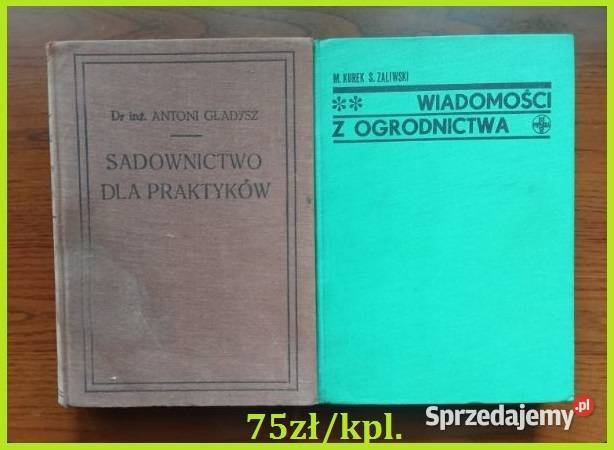 Dr inż. ANTONI GŁADYSZ
SADOWNICTWO
DLA PRAKTYKÓW
M. KUREK S. ZALIWSKI
** WIADOMOŚCI
Z OGRODNICTWA
75zł/kpl.
Sprzedajemy.pl